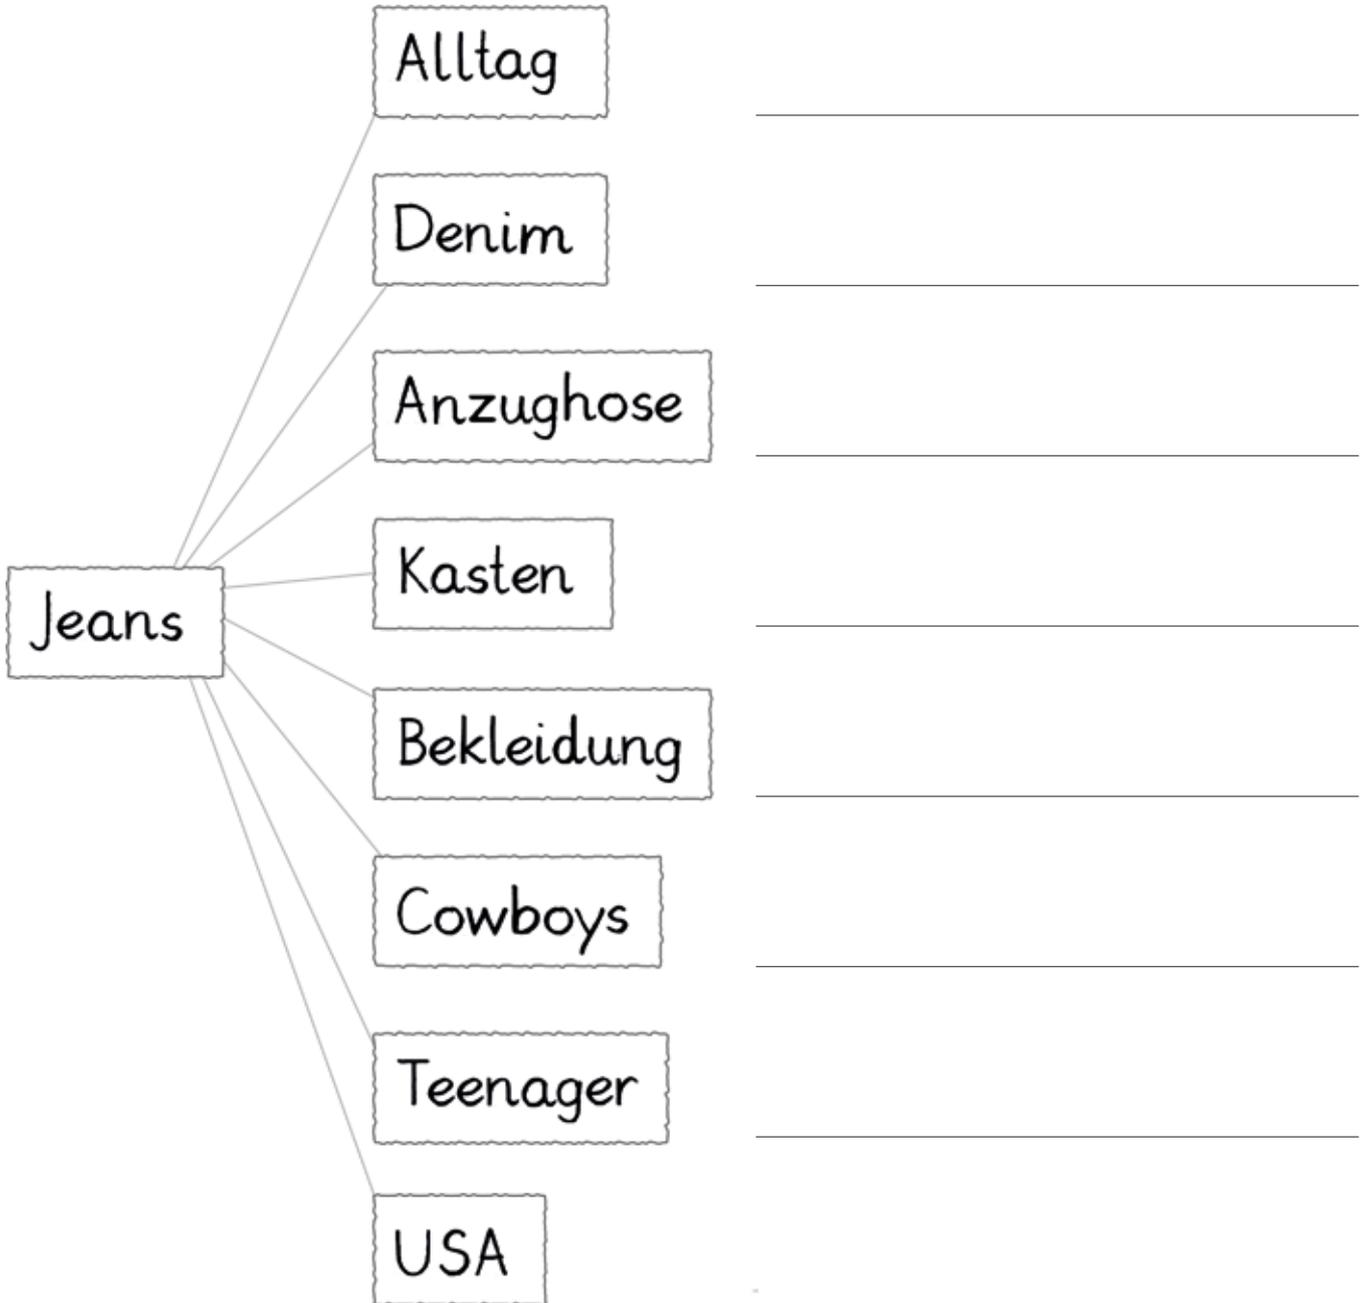 Alltag
Denim
Anzughose
Kasten
Jeans
Bekleidung
Cowboys
Teenager
USA